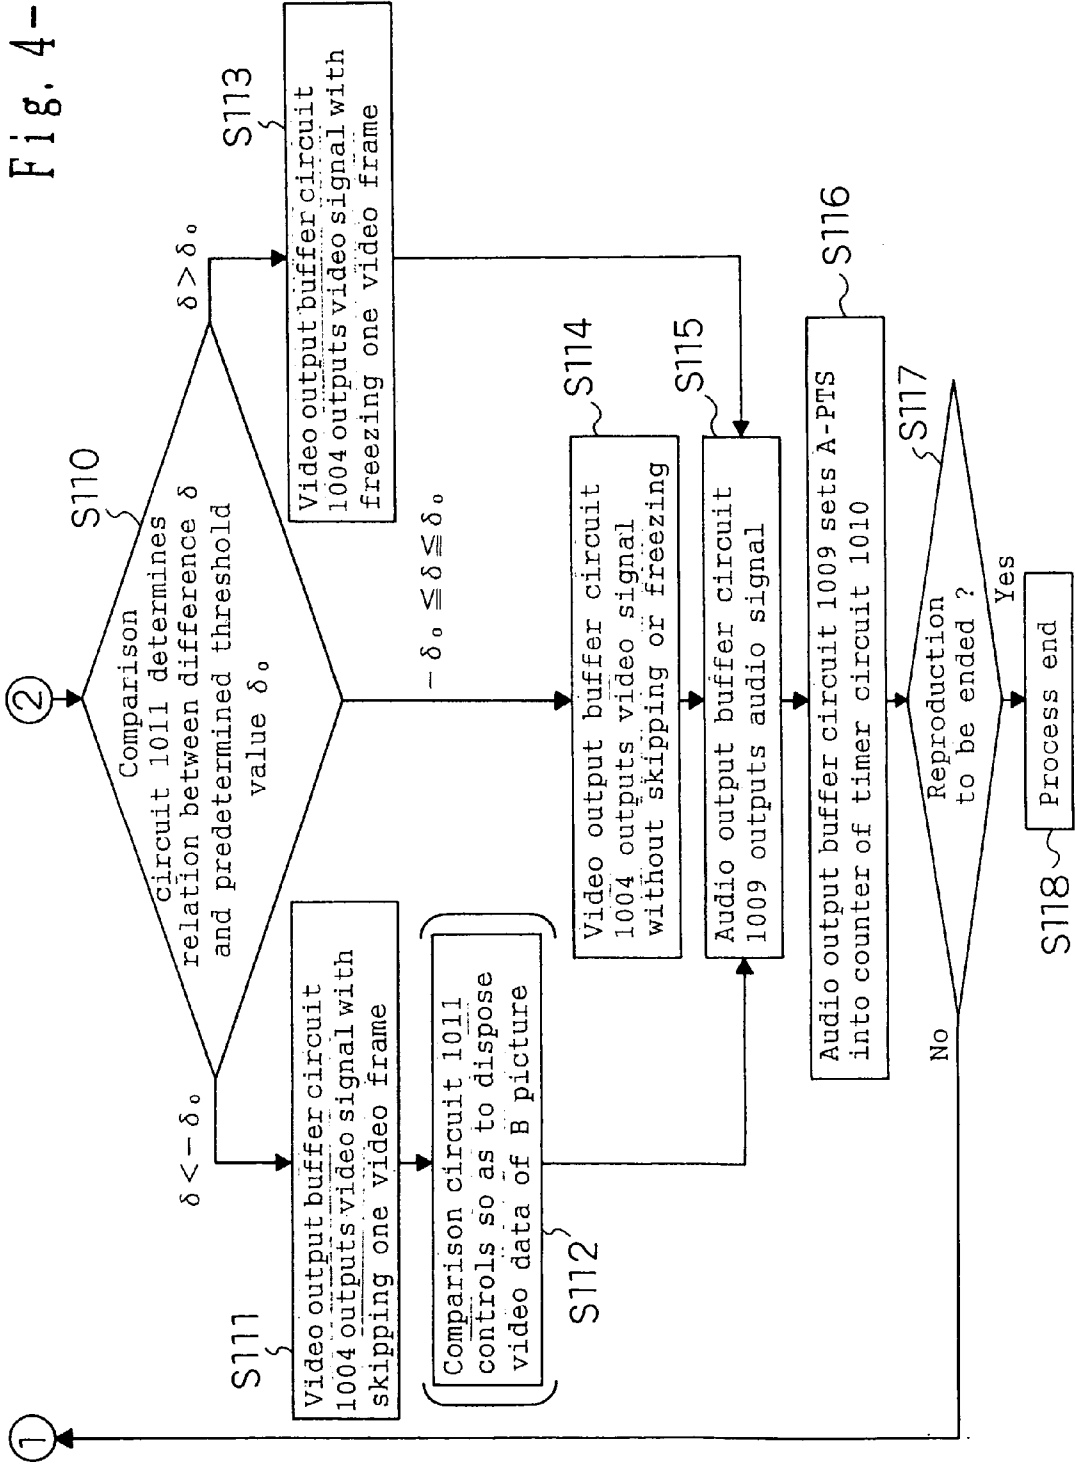 Fig. 4-
②
S110
Comparison
circuit 1011 determines
relation between difference δ
and predetermined threshold
value δ₀
δ<-δ₀
δ>δ₀
-δ₀≦δ≦δ₀
S111
Video output buffer circuit
1004 outputs video signal with
skipping one video frame
Comparison circuit 1011
controls so as to dispose
video data of B picture
S112
S113
Video output buffer circuit
1004 outputs video signal with
freezing one video frame
S114
Video output buffer circuit
1004 outputs video signal
without skipping or freezing
S115
Audio output buffer circuit
1009 outputs audio signal
S116
Audio output buffer circuit 1009 sets A-PTS
into counter of timer circuit 1010
S117
Reproduction
to be ended ?
No
Yes
Process end
S118
①